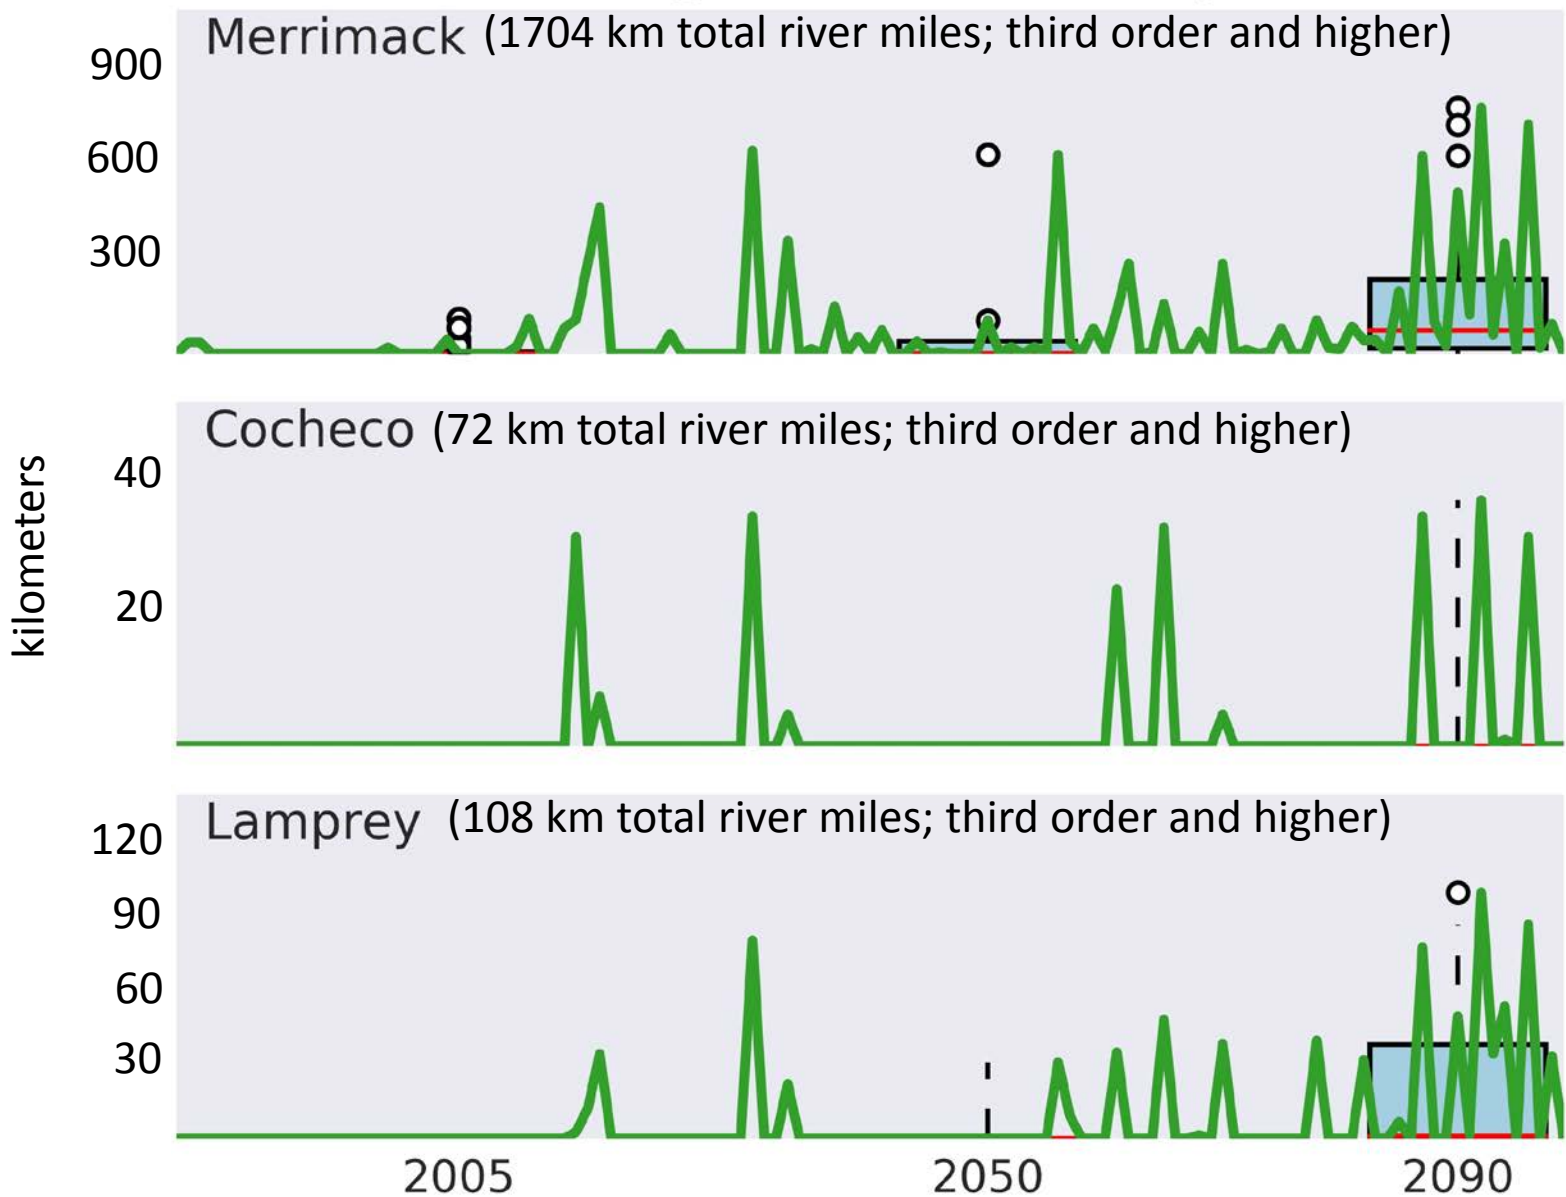 Merrimack (1704 km total river miles; third order and higher)
900
600
300
Cocheco (72 km total river miles; third order and higher)
40
20
kilometers
Lamprey (108 km total river miles; third order and higher)
120
90
60
30
2005 2050 2090